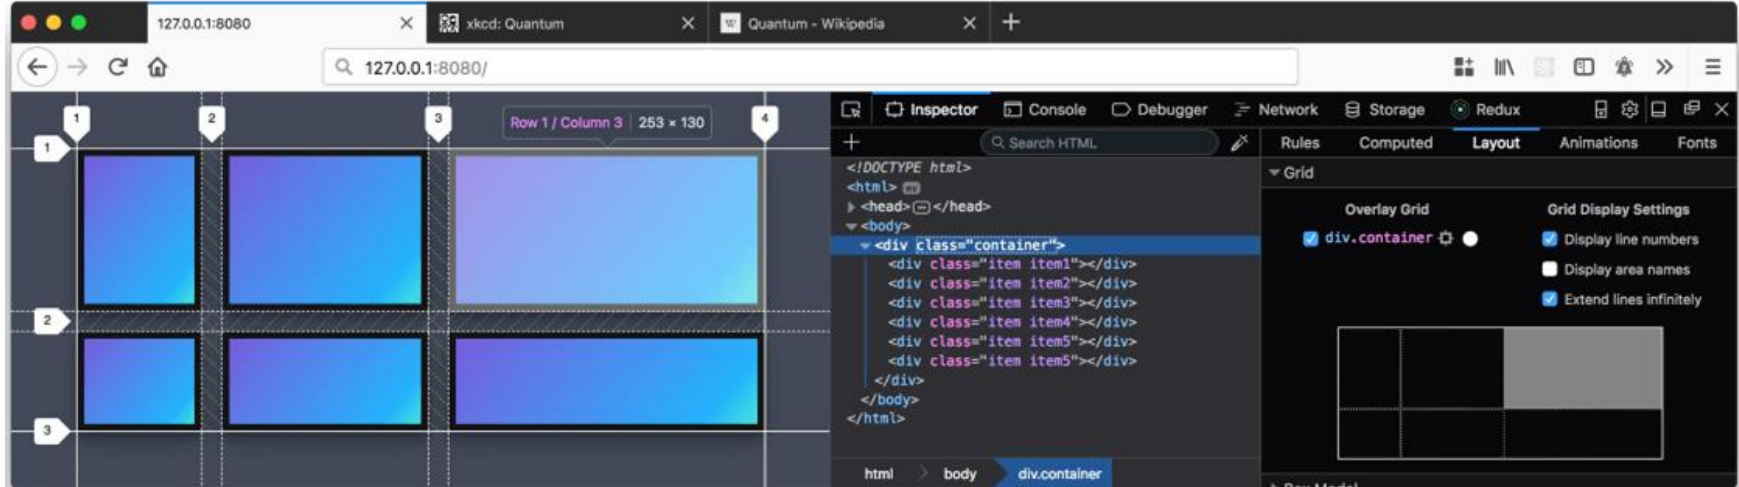 127.0.0.1:8080
xkcd: Quantum
W Quantum - Wikipedia
127.0.0.1:8080/
Inspector Console Debugger Network Storage Redux
Search HTML
Rules Computed Layout Animations Fonts
1 2 3 4
Row 1 / Column 3 253 × 130
1
2
3
<!DOCTYPE html>
<html> ev
<head> </head>
<body>
<div class="container">
<div class="item item1"></div>
<div class="item item2"></div>
<div class="item item3"></div>
<div class="item item4"></div>
<div class="item item5"></div>
<div class="item item5"></div>
</div>
</body>
</html>
html body div.container
Grid
Overlay Grid
div.container
Grid Display Settings
Display line numbers
Display area names
Extend lines infinitely
Box Model